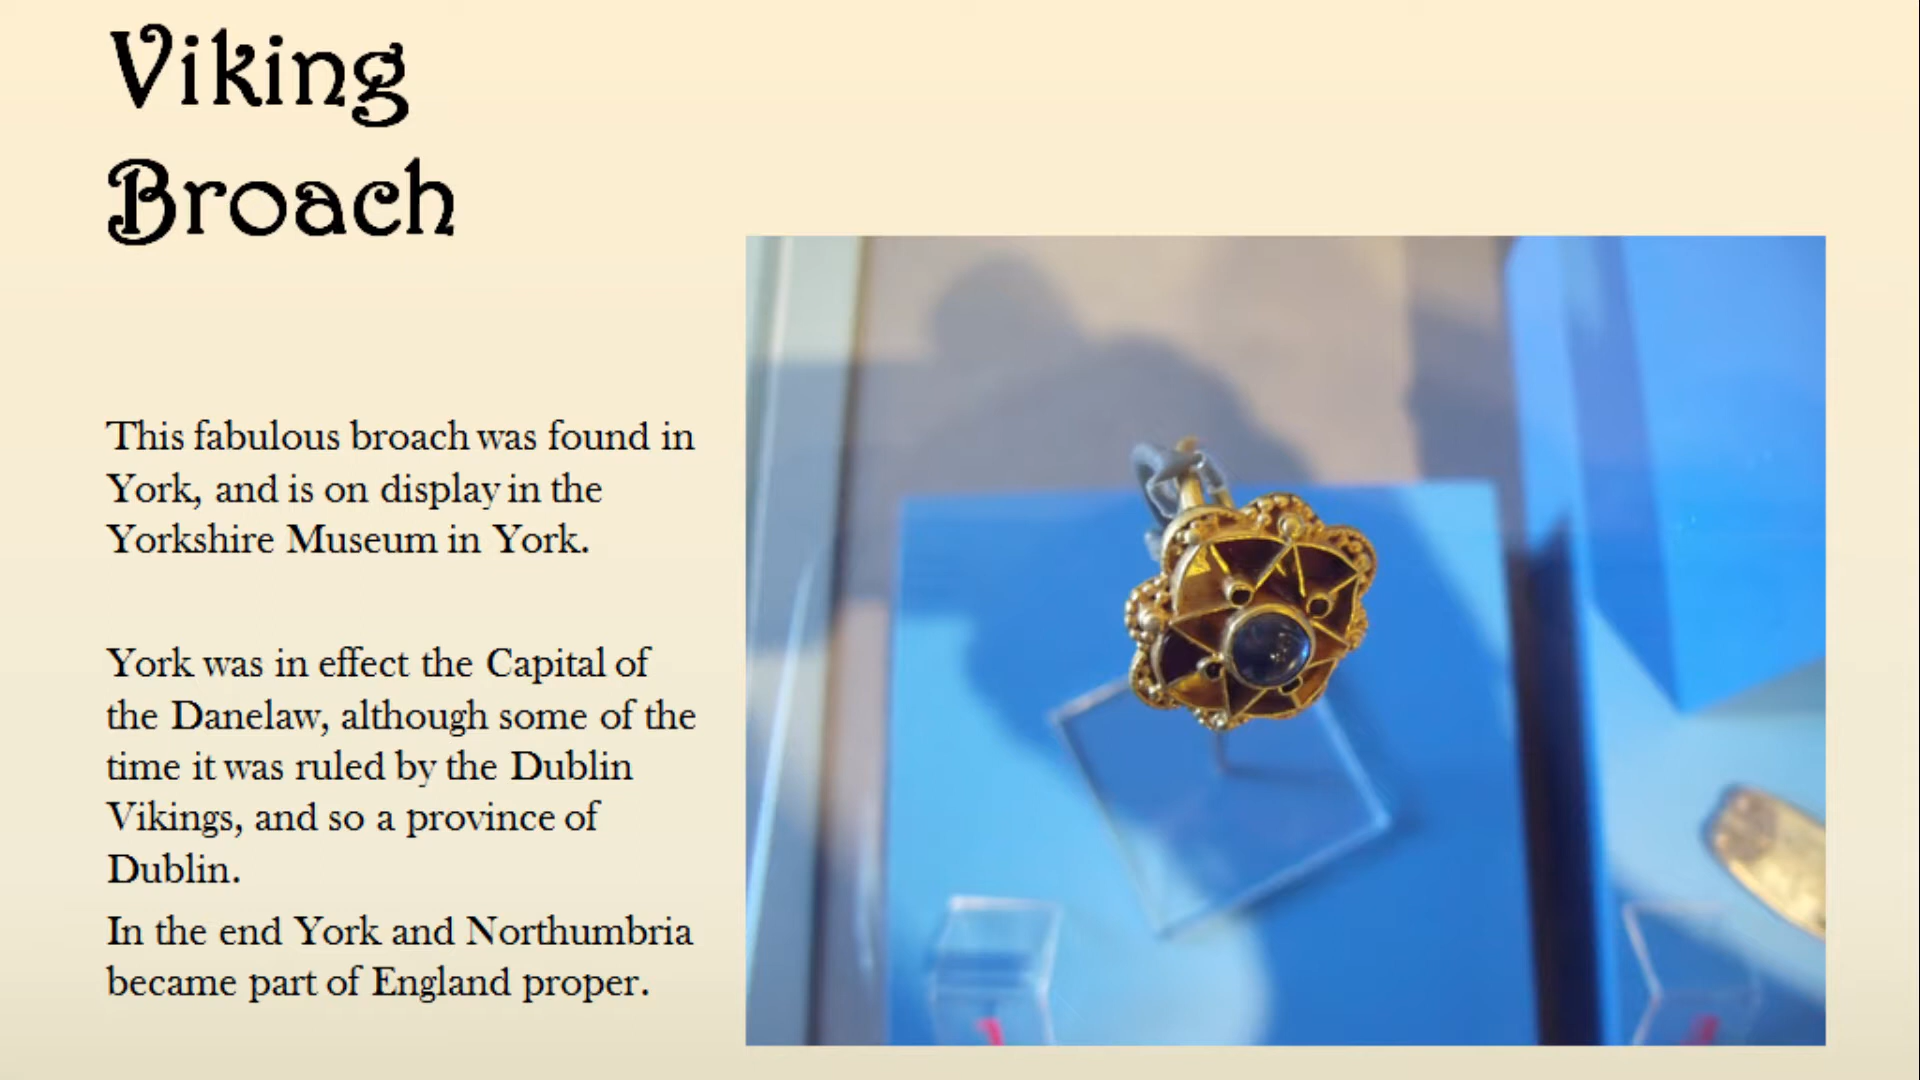 Viking
Broach
This fabulous broach was found in
York, and is on display in the
Yorkshire Museum in York.
York was in effect the Capital of
the Danelaw, although some of the
time it was ruled by the Dublin
Vikings, and so a province of
Dublin.
In the end York and Northumbria
became part of England proper.